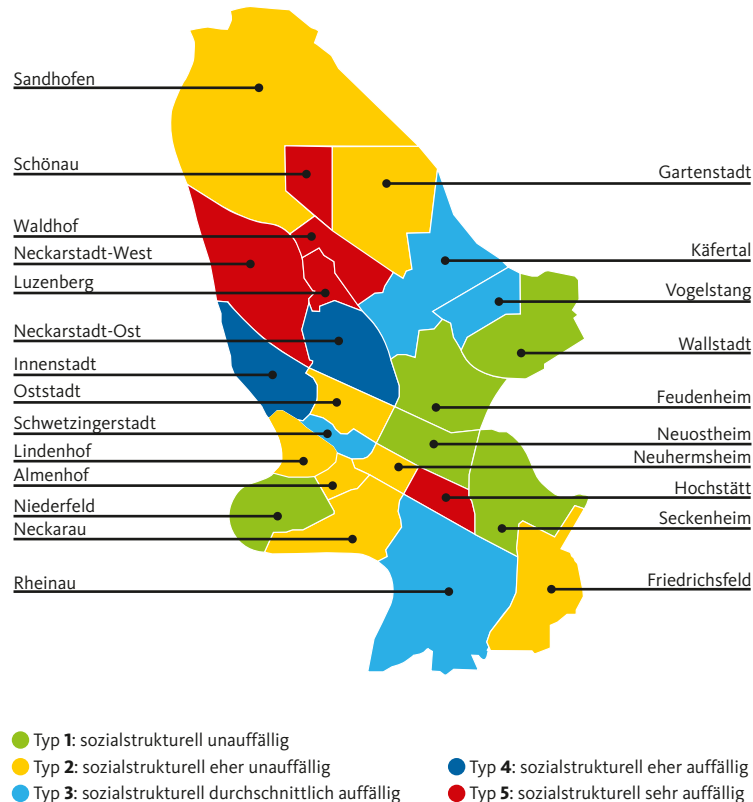 Sandhofen
Schönau
Waldhof
Neckarstadt-West
Luzenberg
Neckarstadt-Ost
Innenstadt
Oststadt
Schwetzingerstadt
Lindenhof
Almenhof
Niederfeld
Neckarau
Rheinau
Gartenstadt
Käfertal
Vogelstang
Wallstadt
Feudenheim
Neuostheim
Neuhermsheim
Hochstätt
Seckenheim
Friedrichsfeld
Typ 1: sozialstrukturell unauffällig
Typ 2: sozialstrukturell eher unauffällig
Typ 3: sozialstrukturell durchschnittlich auffällig
Typ 4: sozialstrukturell eher auffällig
Typ 5: sozialstrukturell sehr auffällig